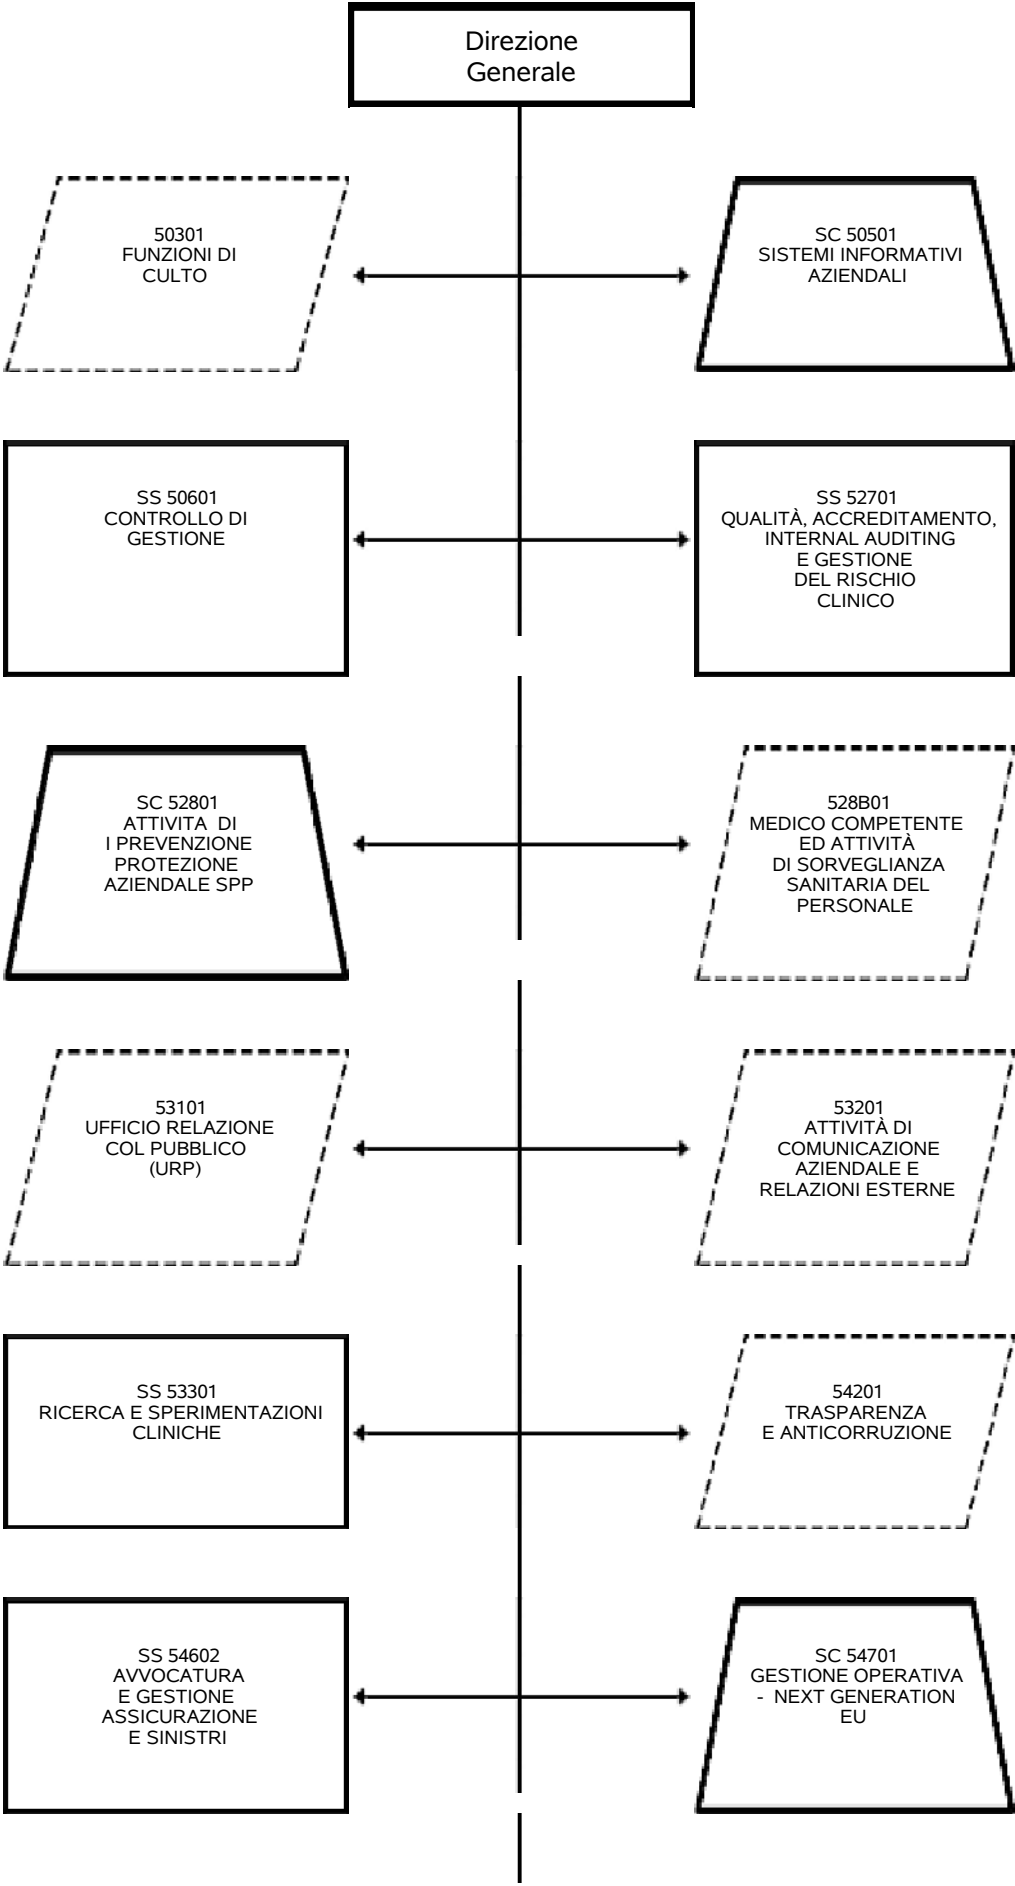 Direzione
Generale
50301
FUNZIONI DI
CULTO
SC 50501
SISTEMI INFORMATIVI
AZIENDALI
SS 50601
CONTROLLO DI
GESTIONE
SS 52701
QUALITÀ, ACCREDITAMENTO,
INTERNAL AUDITING
E GESTIONE
DEL RISCHIO
CLINICO
SC 52801
ATTIVITA  DI
I PREVENZIONE
PROTEZIONE
AZIENDALE SPP
528B01
MEDICO COMPETENTE
ED ATTIVITÀ
DI SORVEGLIANZA
SANITARIA DEL
PERSONALE
53101
UFFICIO RELAZIONE
COL PUBBLICO
(URP)
53201
ATTIVITÀ DI
COMUNICAZIONE
AZIENDALE E
RELAZIONI ESTERNE
SS 53301
RICERCA E SPERIMENTAZIONI
CLINICHE
54201
TRASPARENZA
E ANTICORRUZIONE
SS 54602
AVVOCATURA
E GESTIONE
ASSICURAZIONE
E SINISTRI
SC 54701
GESTIONE OPERATIVA
-  NEXT GENERATION
EU